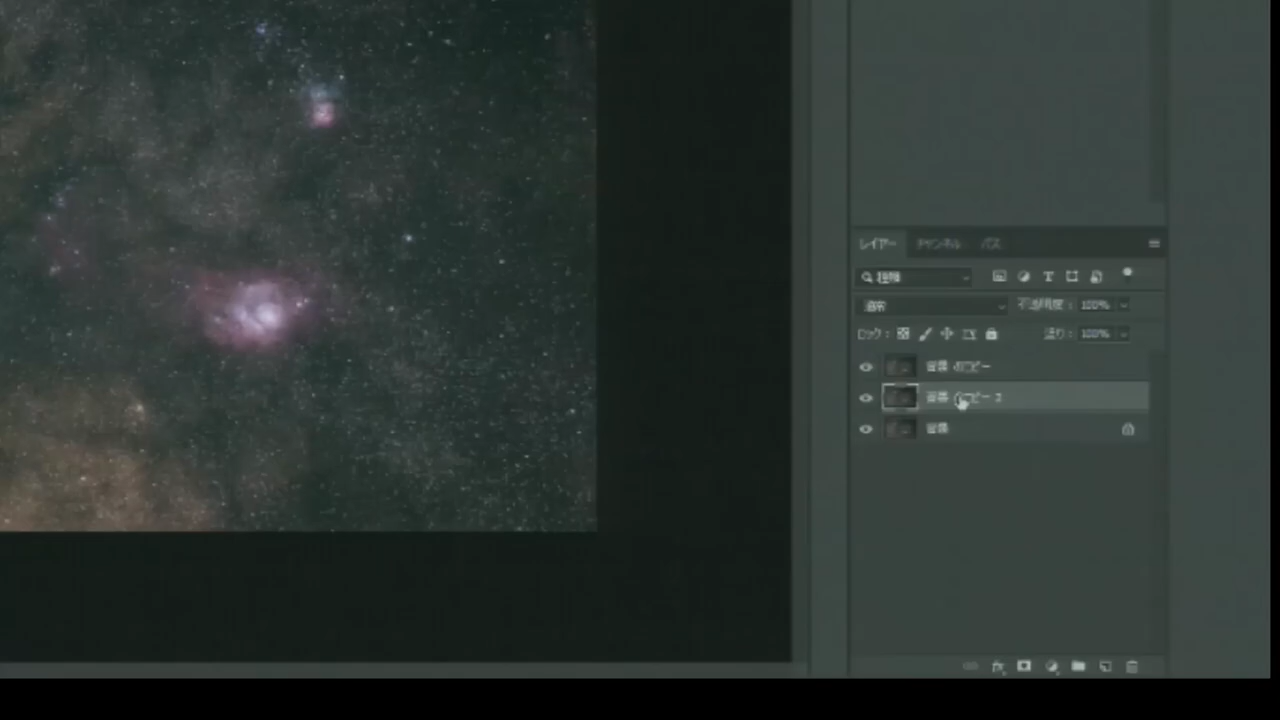 レイヤー チャンネル パス
種類
通常 不透明度: 100%
ロック: 塗り: 100%
背景 のコピー
背景 のコピー 2
背景